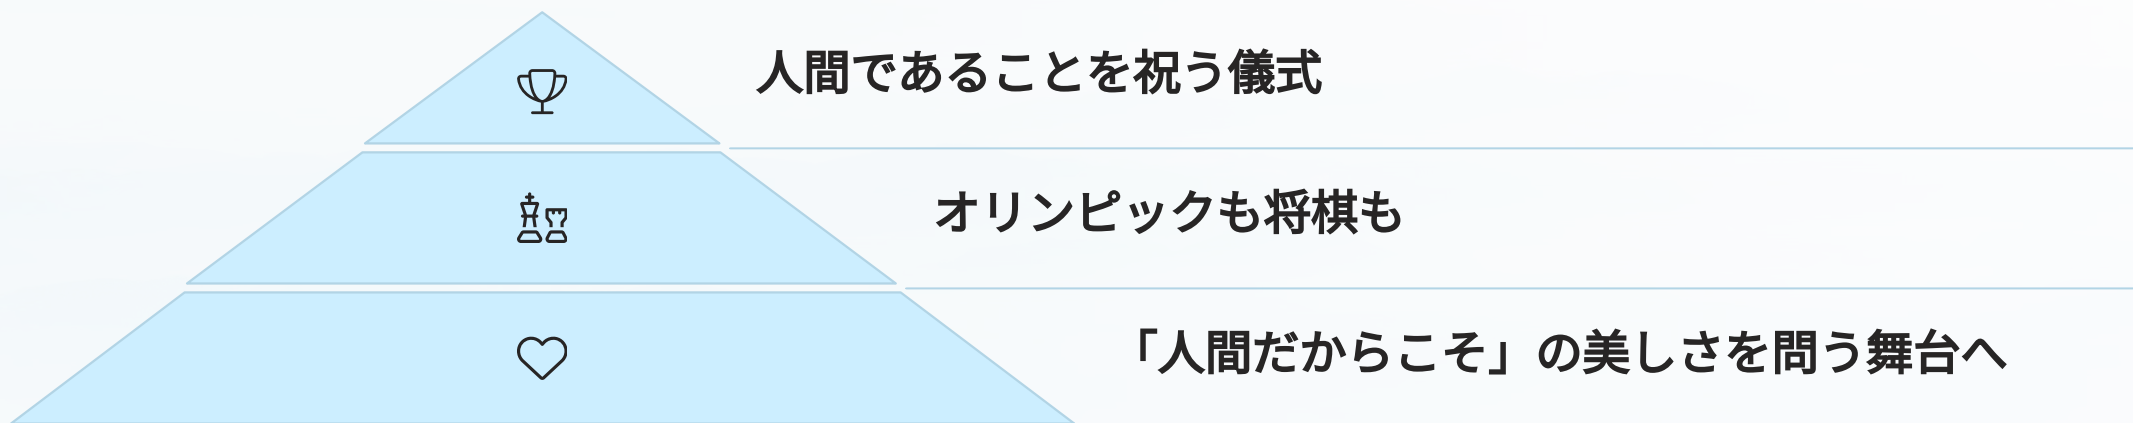 人間であることを祝う儀式
オリンピックも将棋も
「人間だからこそ」の美しさを問う舞台へ